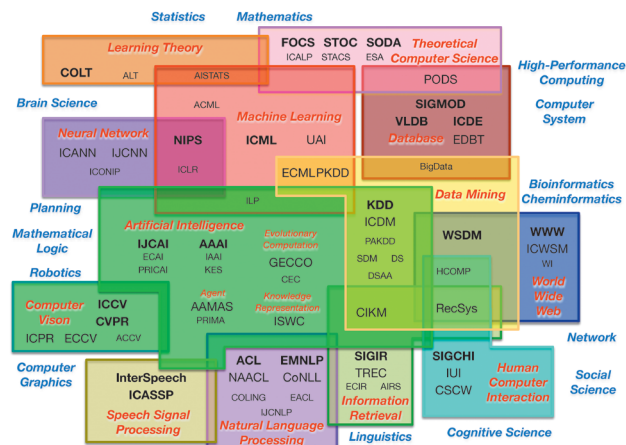 Statistics
Mathematics
Learning Theory
COLT
ALT
AISTATS
FOCS STOC SODA
ICALP STACS ESA
Theoretical
Computer Science
PODS
High-Performance
Computing
Brain Science
ACML
Machine Learning
SIGMOD
VLDB ICDE
Database EDBT
Computer
System
Neural Network
ICANN IJCNN
ICONIP
NIPS
ICLR
ICML
UAI
ECMLPKDD
BigData
Planning
ILP
KDD
Data Mining
Bioinformatics
Cheminformatics
Mathematical
Logic
Artificial Intelligence
IJCAI AAAI
ECAI IAAI
PRICAI KES
Evolutionary
Computation
GECCO
CEC
ICDM
PAKDD
SDM DS
DSAA
WSDM
WWW
ICWSM
WI
Robotics
HCOMP
World
Wide
Web
Computer
Vison
ICCV
CVPR
ICPR ECCV ACCV
Agent
AAMAS
PRIMA
Knowledge
Representation
ISWC
CIKM
RecSys
Network
Computer
Graphics
InterSpeech
ICASSP
Speech Signal
Processing
ACL EMNLP
NAACL CoNLL
COLING EACL
IJCNLP
Natural Language
Processing
SIGIR
TREC
ECIR AIRS
Information
Retrieval
SIGCHI
IUI
CSCW
Human
Computer
Interaction
Social
Science
Linguistics
Cognitive Science